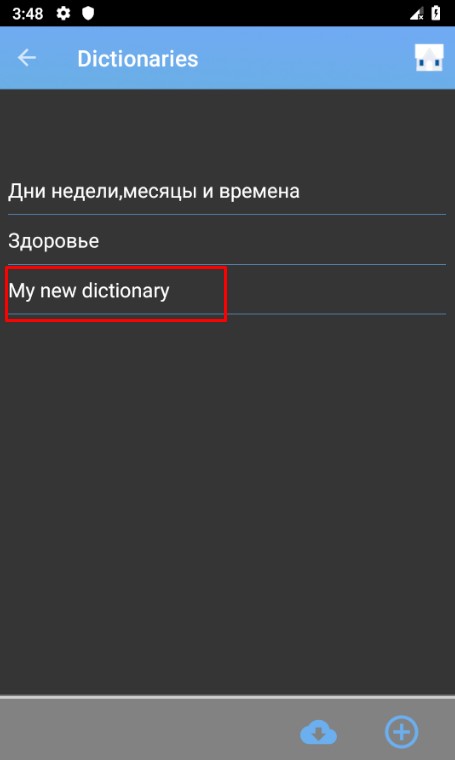 3:48
Dictionaries
Дни недели,месяцы и времена
Здоровье
My new dictionary